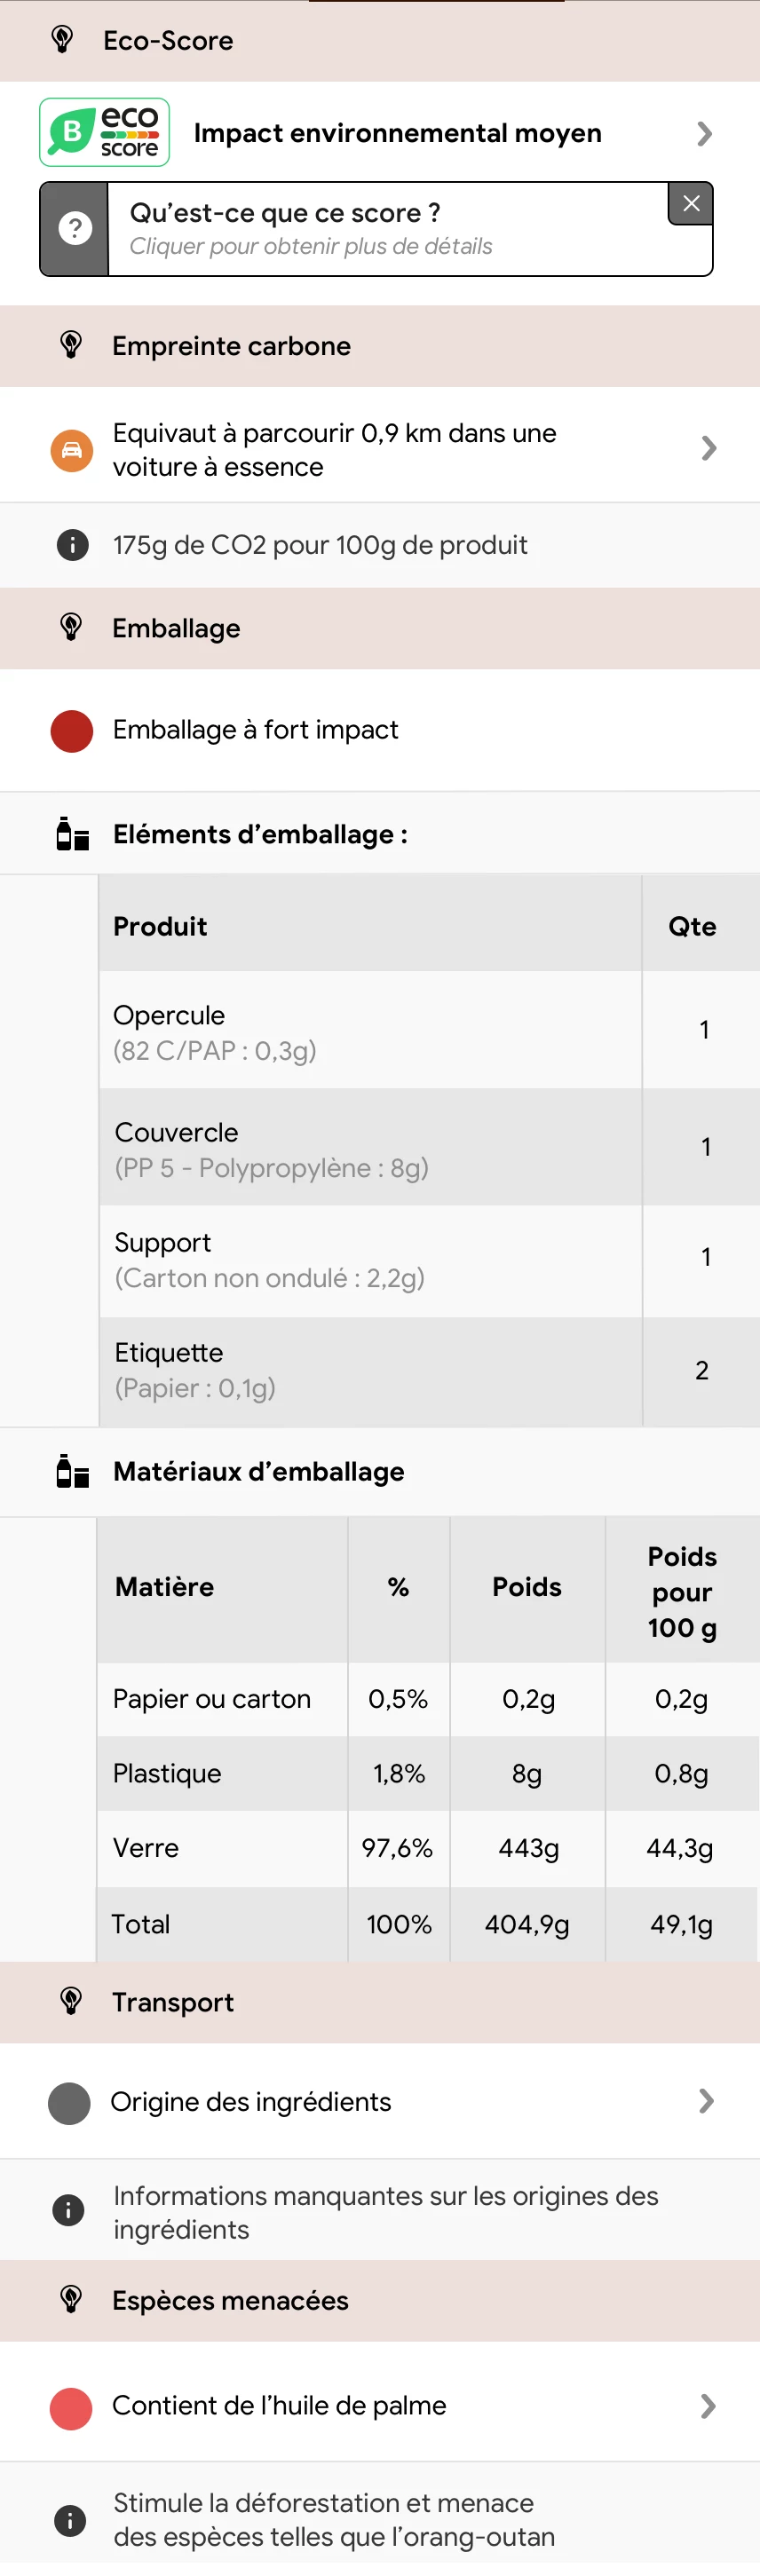 Eco-Score
B eco score
Impact environnemental moyen
?
Qu’est-ce que ce score ?
Cliquer pour obtenir plus de détails
Empreinte carbone
Equivaut à parcourir 0,9 km dans une
voiture à essence
175g de CO2 pour 100g de produit
Emballage
Emballage à fort impact
Eléments d’emballage :
Produit Qte
Opercule
(82 C/PAP : 0,3g)
1
Couvercle
(PP 5 - Polypropylène : 8g)
1
Support
(Carton non ondulé : 2,2g)
1
Etiquette
(Papier : 0,1g)
2
Matériaux d’emballage
Matière % Poids Poids pour 100 g
Papier ou carton 0,5% 0,2g 0,2g
Plastique 1,8% 8g 0,8g
Verre 97,6% 443g 44,3g
Total 100% 404,9g 49,1g
Transport
Origine des ingrédients
Informations manquantes sur les origines des
ingrédients
Espèces menacées
Contient de l’huile de palme
Stimule la déforestation et menace
des espèces telles que l’orang-outan